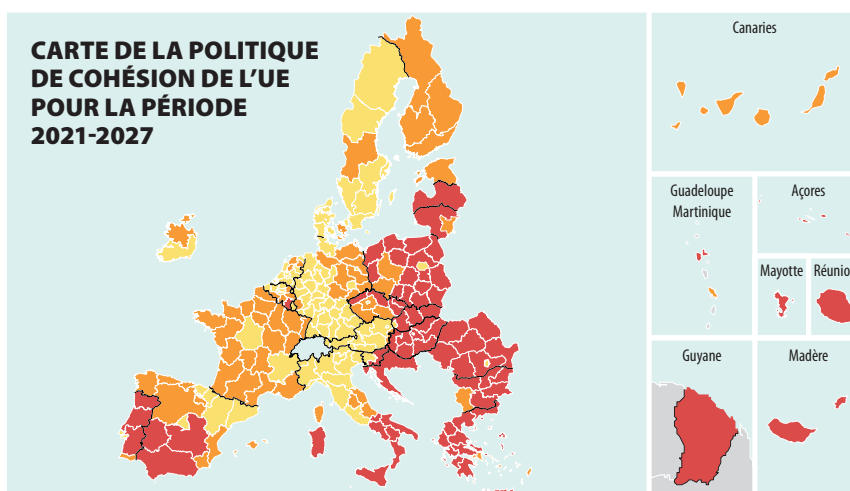 CARTE DE LA POLITIQUE
DE COHÉSION DE L'UE
POUR LA PÉRIODE
2021-2027
Canaries
Guadeloupe
Martinique
Açores
Mayotte
Réunio
Guyane
Madère